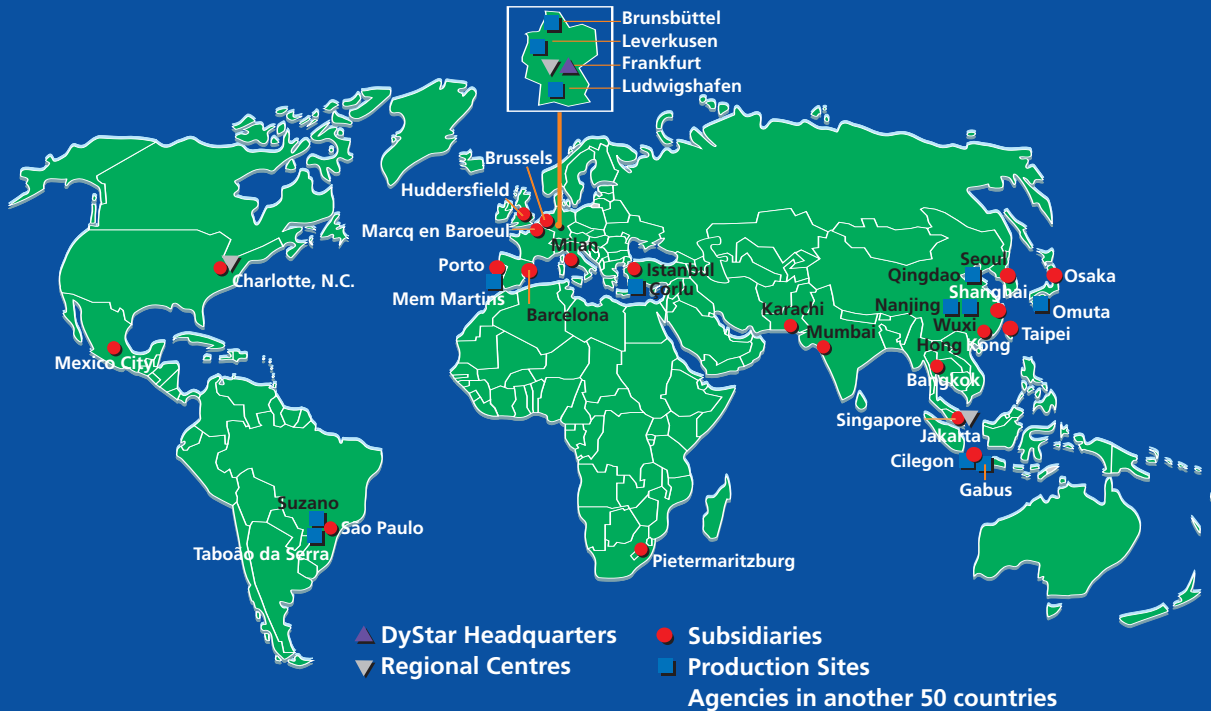 Brunsbüttel
Leverkusen
Frankfurt
Ludwigshafen
Brussels
Huddersfield
Marcq en Baroeul
Milan
Porto
Mem Martins
Barcelona
Istanbul
Corlu
Charlotte, N.C.
Mexico City
Karachi
Mumbai
Seoul
Qingdao
Osaka
Shanghai
Nanjing
Omuta
Wuxi
Taipei
Hong Kong
Bangkok
Singapore
Jakarta
Cilegon
Gabus
Suzano
São Paulo
Taboão da Serra
Pietermaritzburg
DyStar Headquarters
Regional Centres
Subsidiaries
Production Sites
Agencies in another 50 countries